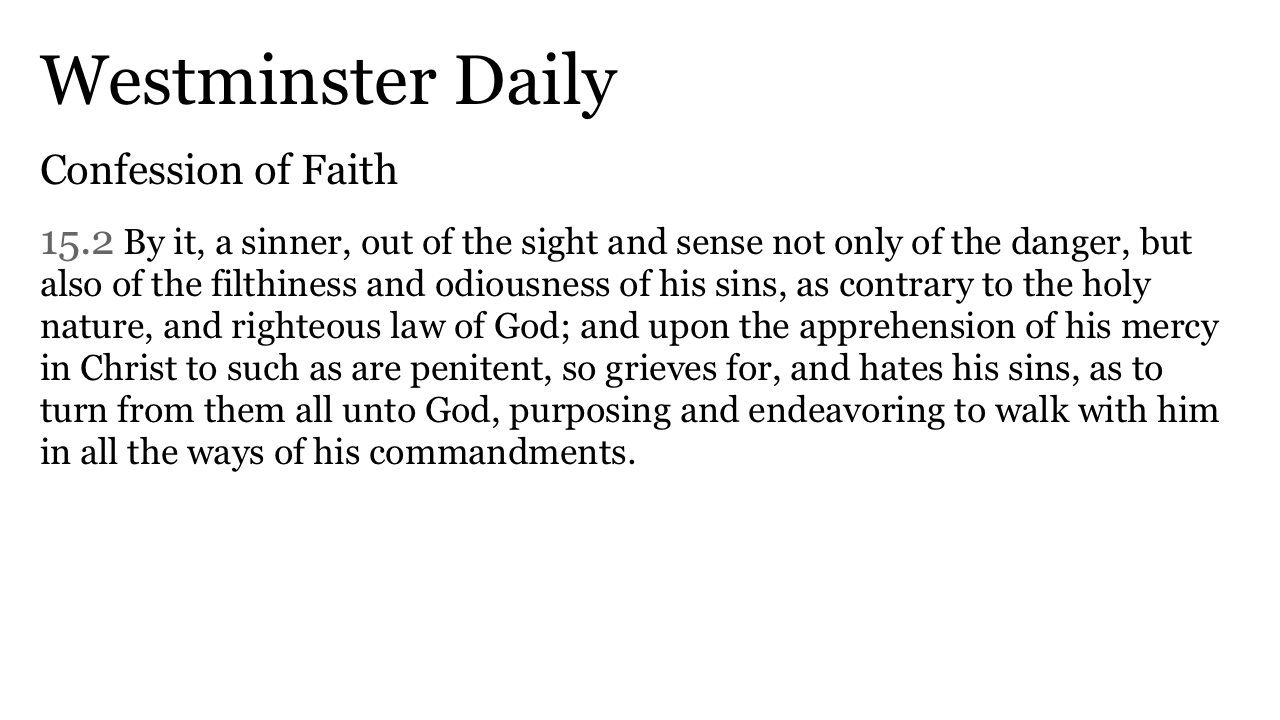 Westminster Daily
Confession of Faith
15.2 By it, a sinner, out of the sight and sense not only of the danger, but
also of the filthiness and odiousness of his sins, as contrary to the holy
nature, and righteous law of God; and upon the apprehension of his mercy
in Christ to such as are penitent, so grieves for, and hates his sins, as to
turn from them all unto God, purposing and endeavoring to walk with him
in all the ways of his commandments.